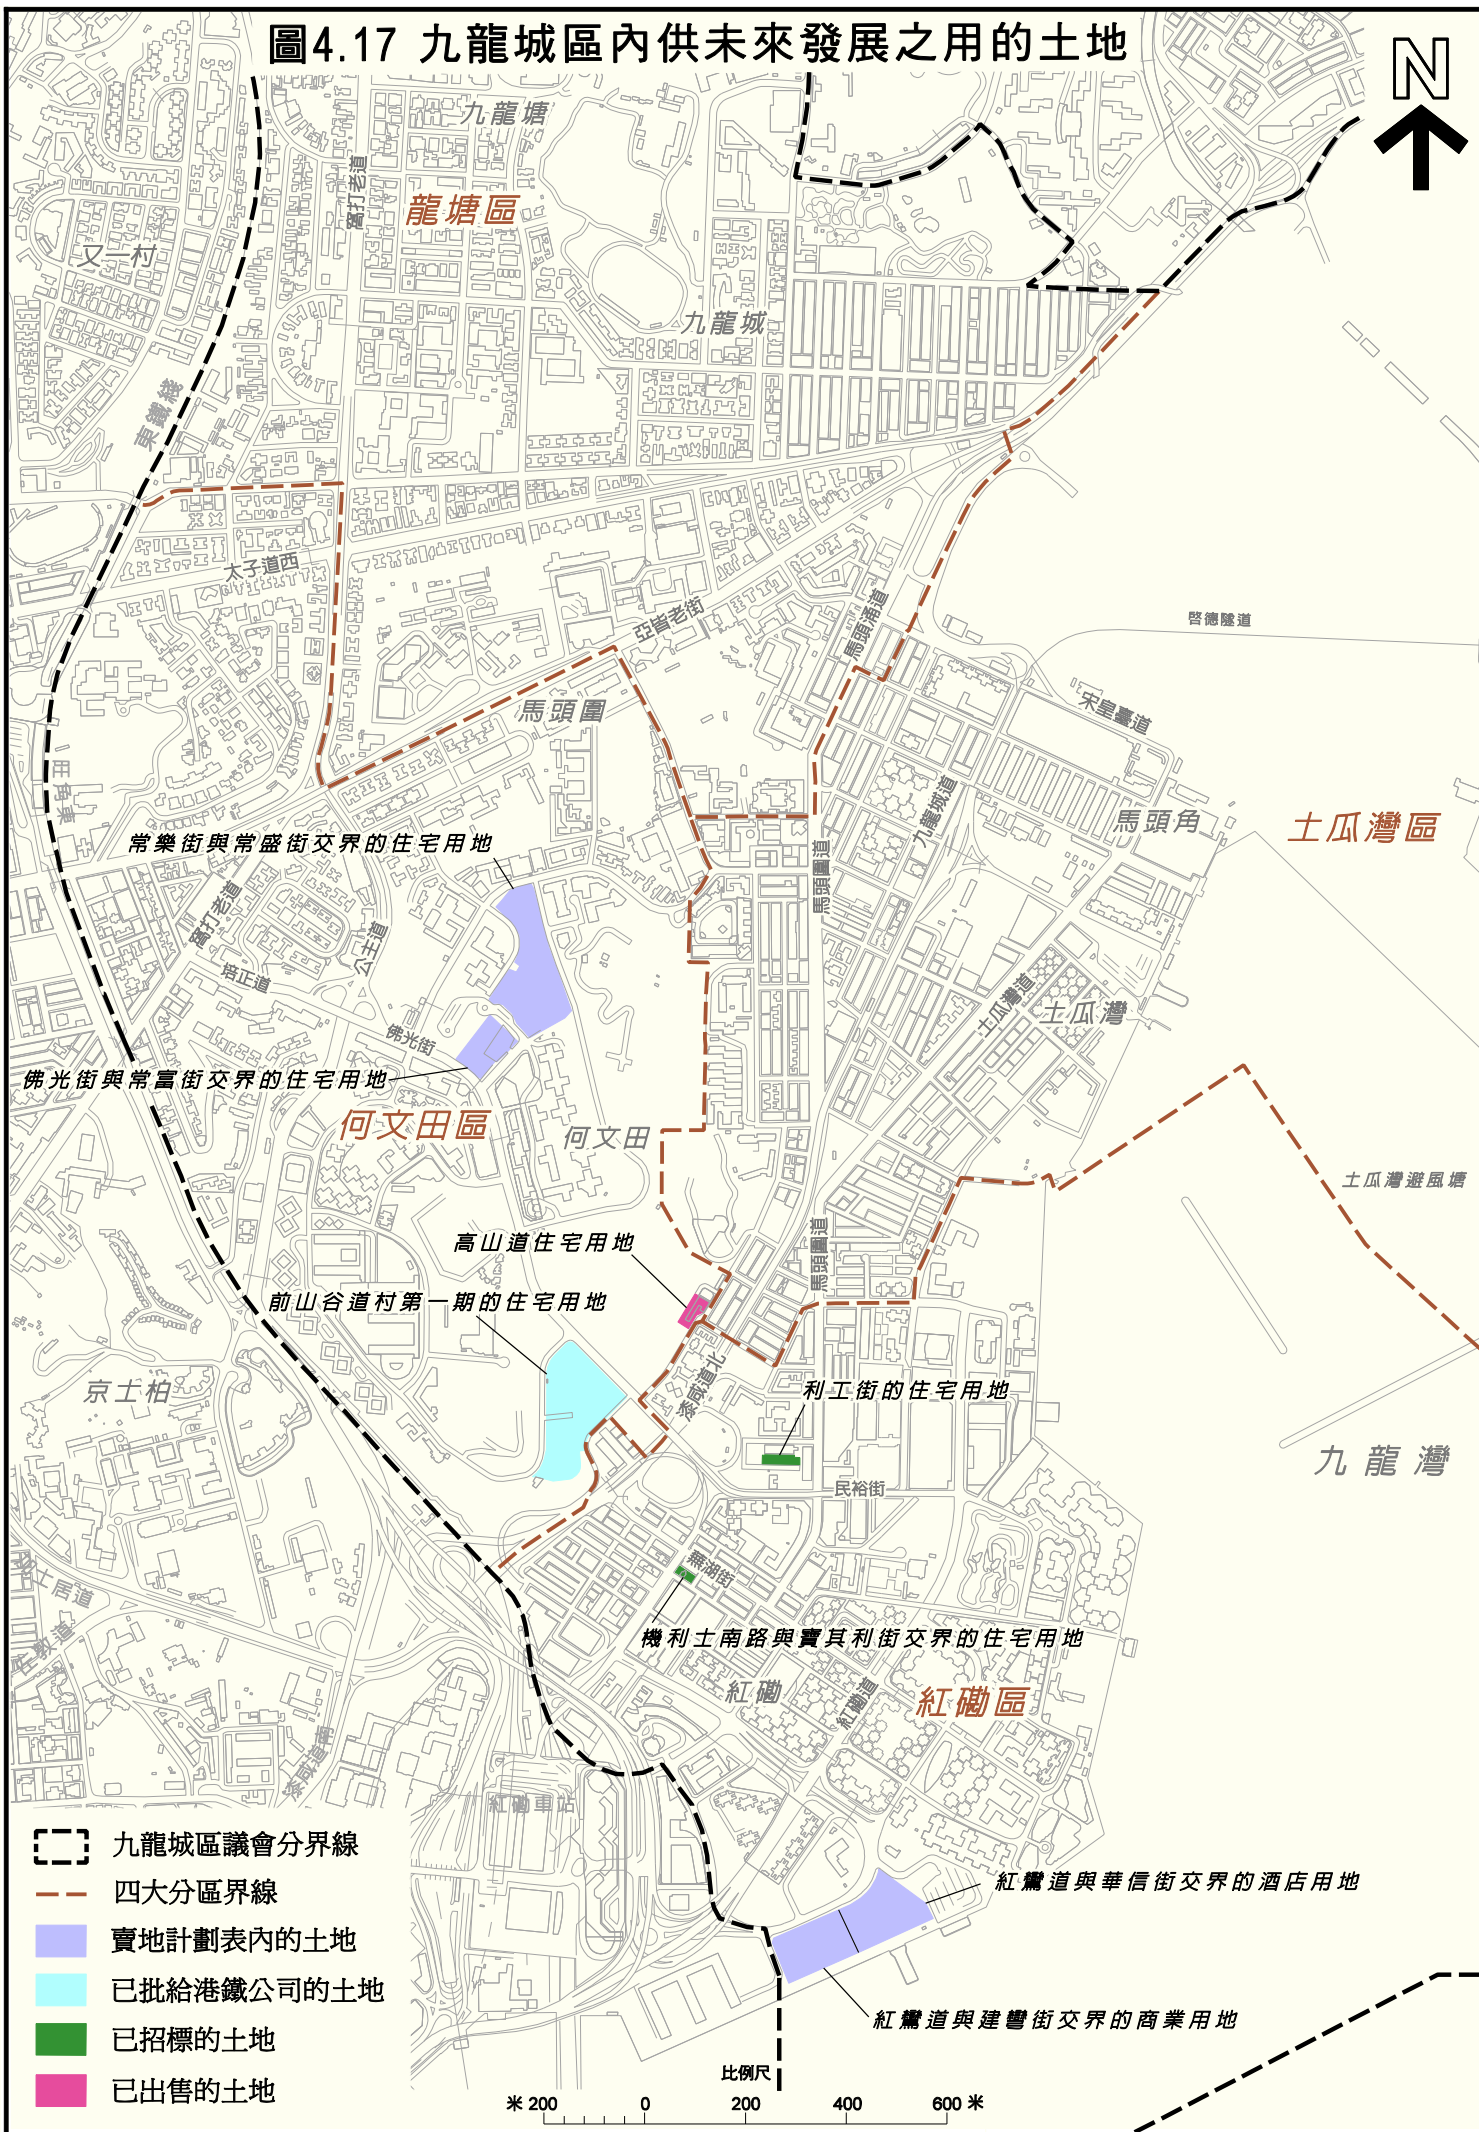 圖4.17 九龍城區內供未來發展之用的土地
N
九龍塘
窩打老道
龍塘區
又一村
九龍城
東鐵綫
太子道西
亞皆老街
馬頭涌道
啓德隧道
宋皇臺道
馬頭圍
旺角東
九龍城道
馬頭角
土瓜灣區
常樂街與常盛街交界的住宅用地
馬頭圍道
窩打老道
公主道
培正道
土瓜灣道
土瓜灣
佛光街
佛光街與常富街交界的住宅用地
何文田區
何文田
土瓜灣避風塘
高山道住宅用地
馬頭圍道
前山谷道村第一期的住宅用地
漆咸道北
京士柏
利工街的住宅用地
九龍灣
民裕街
蕪湖街
機利士南路與寶其利街交界的住宅用地
紅磡
紅磡道
紅磡區
漆咸道南
紅磡車站
紅鸞道與華信街交界的酒店用地
紅鸞道與建灣街交界的商業用地
九龍城區議會分界線
四大分區界線
賣地計劃表內的土地
已批給港鐵公司的土地
已招標的土地
已出售的土地
比例尺
米 200 0 200 400 600 米